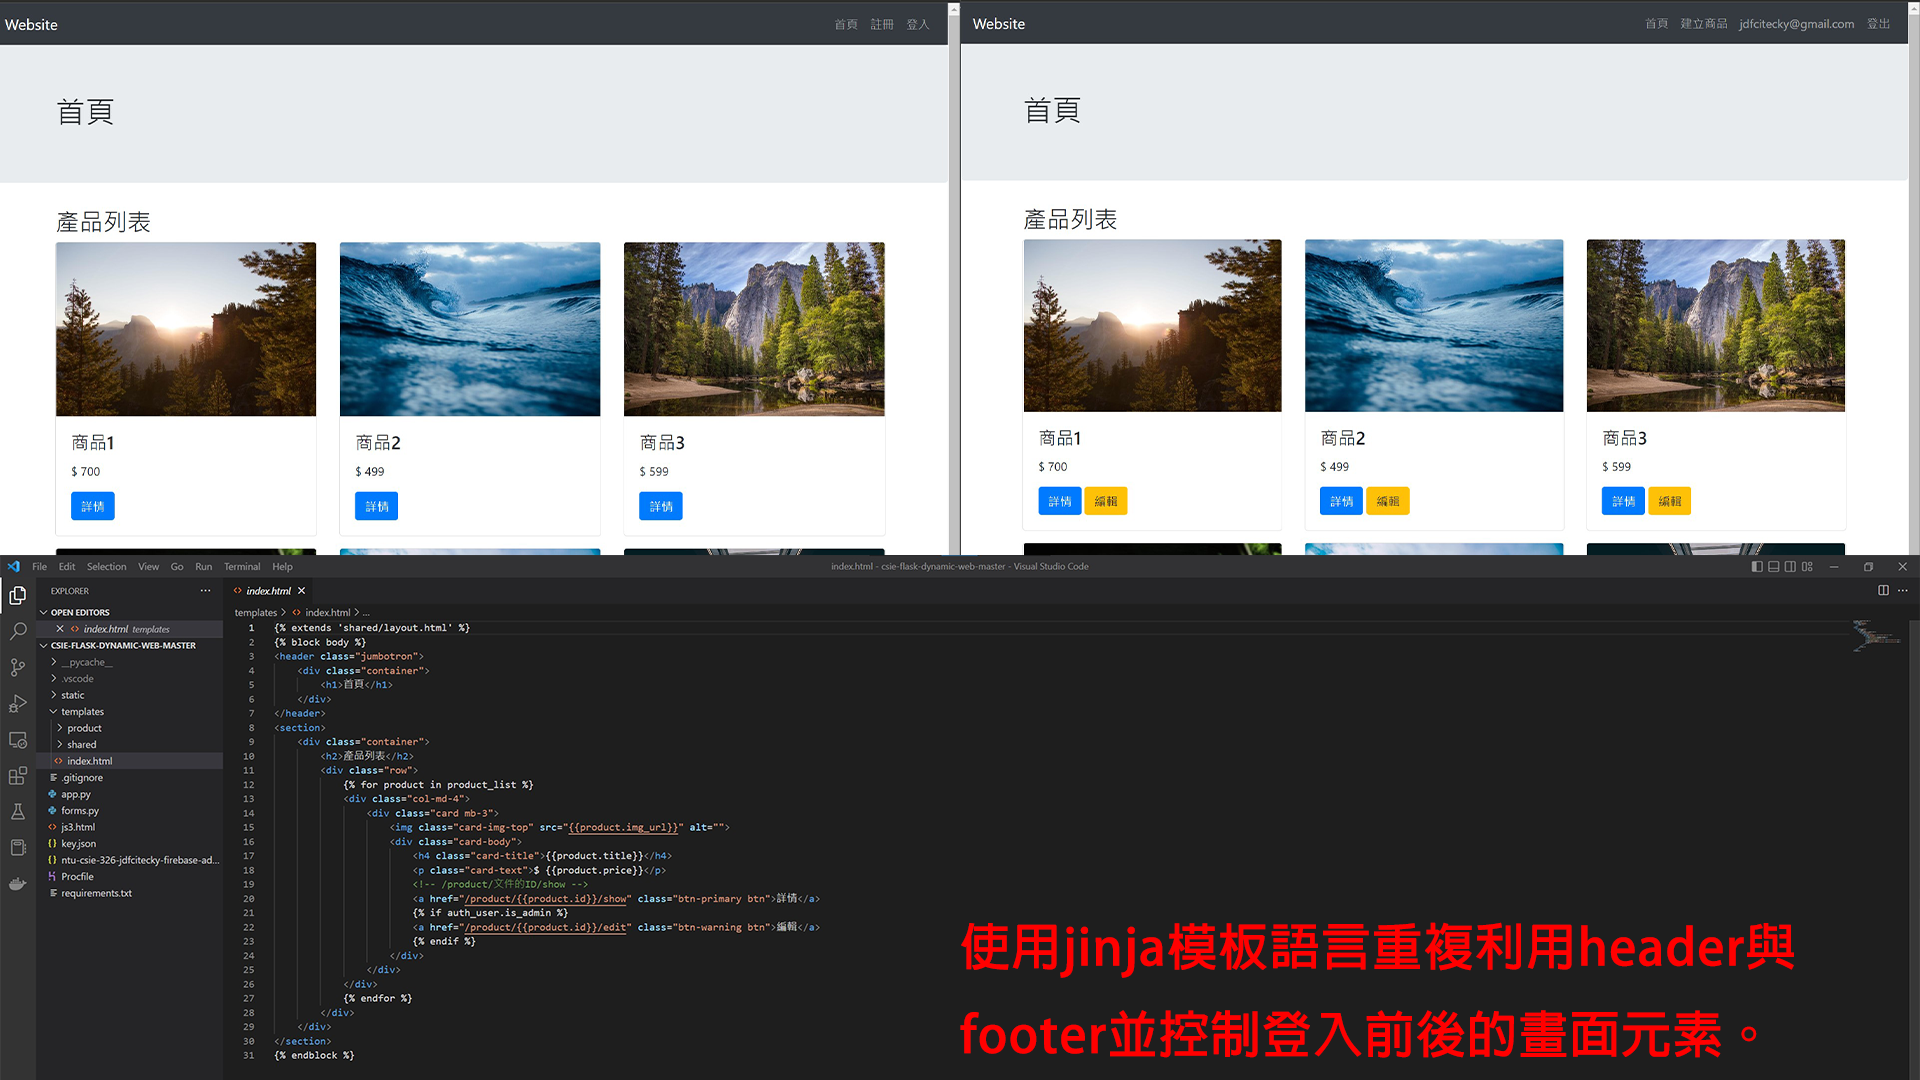 Website
首頁 註冊 登入
首頁
產品列表
商品1
$ 700
詳情
商品2
$ 499
詳情
商品3
$ 599
詳情
Website
首頁 建立商品 jdfcitecky@gmail.com 登出
首頁
產品列表
商品1
$ 700
詳情 編輯
商品2
$ 499
詳情 編輯
商品3
$ 599
詳情 編輯
File Edit Selection View Go Run Terminal Help
index.html - csie-flask-dynamic-web-master - Visual Studio Code
EXPLORER
OPEN EDITORS
index.html templates
CSIE-FLASK-DYNAMIC-WEB-MASTER
__pycache__
.vscode
static
templates
product
shared
index.html
.gitignore
app.py
forms.py
js3.html
key.json
ntu-csie-326-jdfcitecky-firebase-ad...
Procfile
requirements.txt
index.html
templates > index.html > ...
1 {% extends 'shared/layout.html' %}
2 {% block body %}
3 <header class="jumbotron">
4 <div class="container">
5 <h1>首頁</h1>
6 </div>
7 </header>
8 <section>
9 <div class="container">
10 <h2>產品列表</h2>
11 <div class="row">
12 {% for product in product_list %}
13 <div class="col-md-4">
14 <div class="card mb-3">
15 <img class="card-img-top" src="{{product.img_url}}" alt="">
16 <div class="card-body">
17 <h4 class="card-title">{{product.title}}</h4>
18 <p class="card-text">$ {{product.price}}</p>
19 <!-- /product/文件的ID/show -->
20 <a href="/product/{{product.id}}/show" class="btn-primary btn">詳情</a>
21 {% if auth_user.is_admin %}
22 <a href="/product/{{product.id}}/edit" class="btn-warning btn">編輯</a>
23 {% endif %}
24 </div>
25 </div>
26 </div>
27 {% endfor %}
28 </div>
29 </div>
30 </section>
31 {% endblock %}
使用jinja模板語言重複利用header與
footer並控制登入前後的畫面元素。